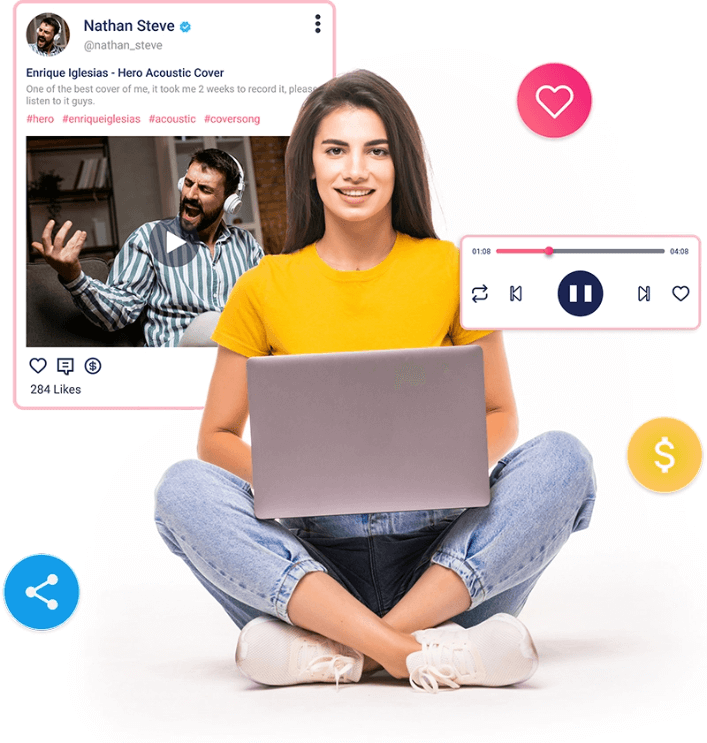 Nathan Steve
@nathan_steve
Enrique Iglesias - Hero Acoustic Cover
One of the best cover of me, it took me 2 weeks to record it, please
listen to it guys.
#hero #enriqueiglesias #acoustic #coversong
01:08 04:08
284 Likes
$